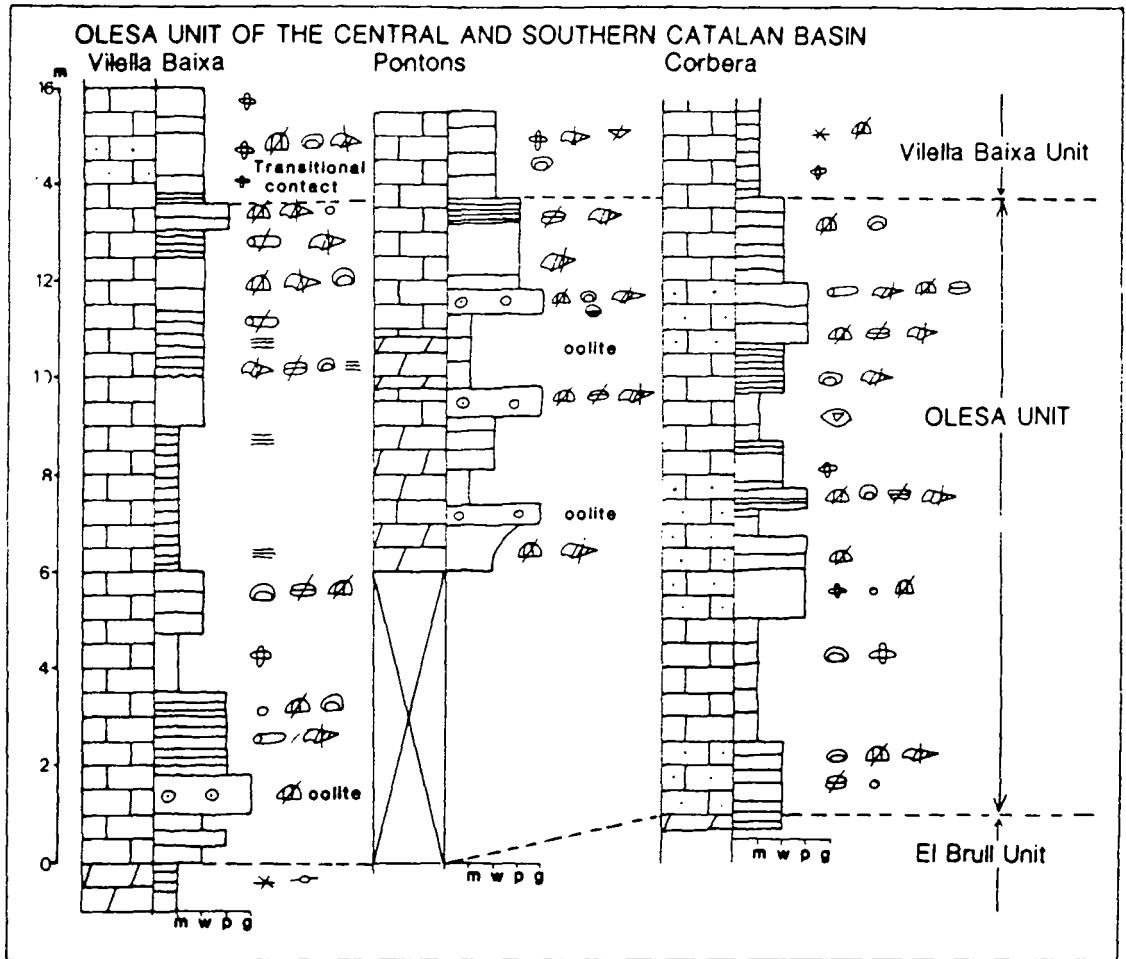 OLESA UNIT OF THE CENTRAL AND SOUTHERN CATALAN BASIN
Vilella Baixa Pontons Corbera
m
16
Transitional
contact
Vilella Baixa Unit
14
12
oolite
10
OLESA UNIT
8
oolite
6
4
2
oolite
0
m w p g
m w p g
m w p g
El Brull Unit